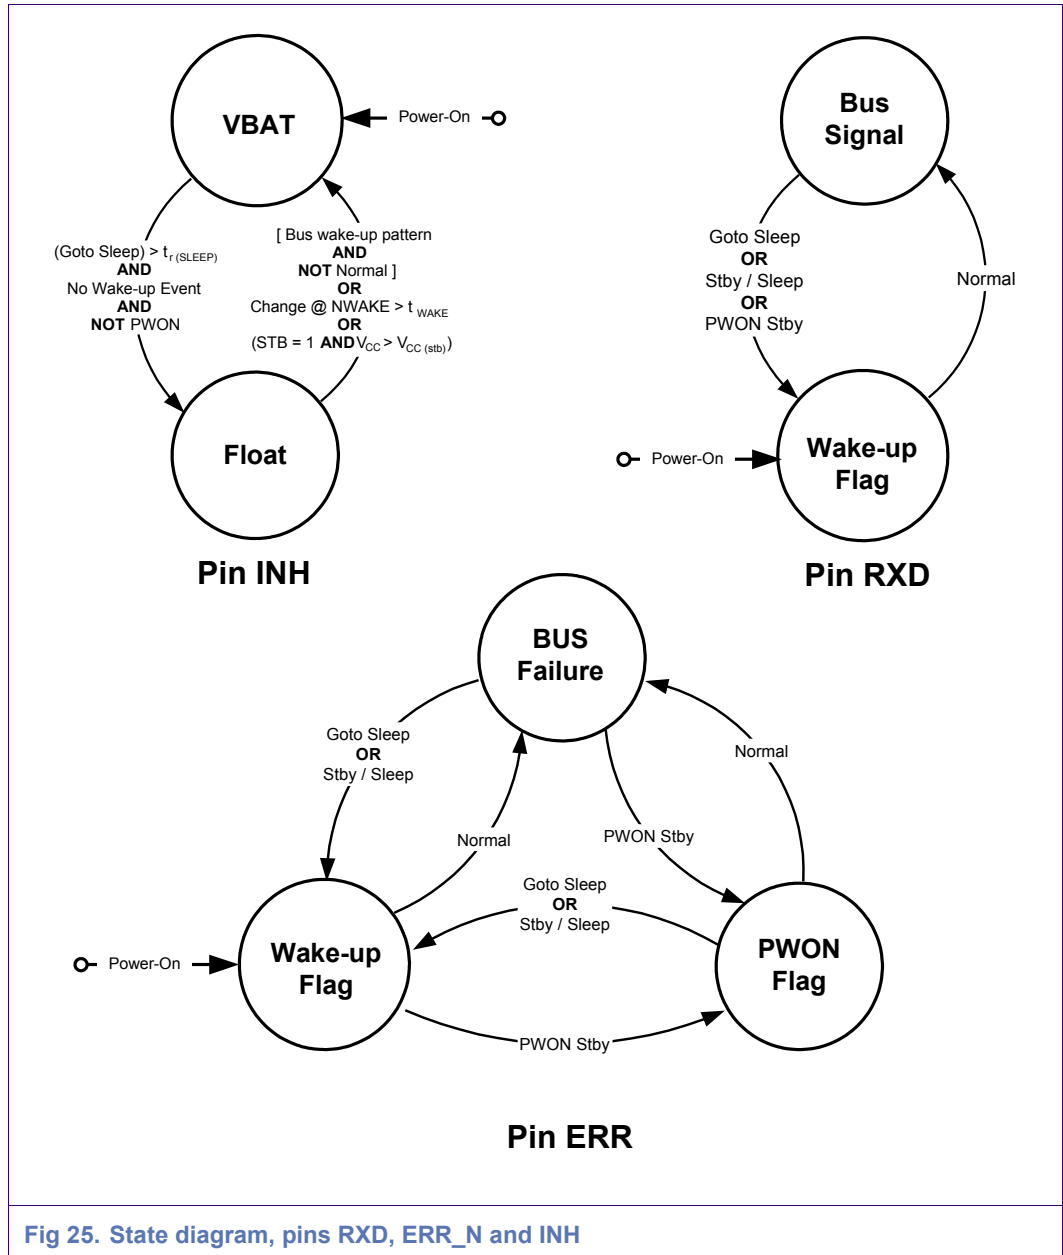 VBAT
Power-On
(Goto Sleep) > t r (SLEEP)
AND
No Wake-up Event
AND
NOT PWON
[ Bus wake-up pattern
AND
NOT Normal ]
OR
Change @ NWAKE > t WAKE
OR
(STB = 1 AND VCC > VCC (stb))
Float
Pin INH
Bus
Signal
Goto Sleep
OR
Stby / Sleep
OR
PWON Stby
Normal
Power-On
Wake-up
Flag
Pin RXD
BUS
Failure
Goto Sleep
OR
Stby / Sleep
Normal
PWON Stby
Normal
Goto Sleep
OR
Stby / Sleep
Power-On
Wake-up
Flag
PWON
Flag
PWON Stby
Pin ERR
Fig 25. State diagram, pins RXD, ERR_N and INH